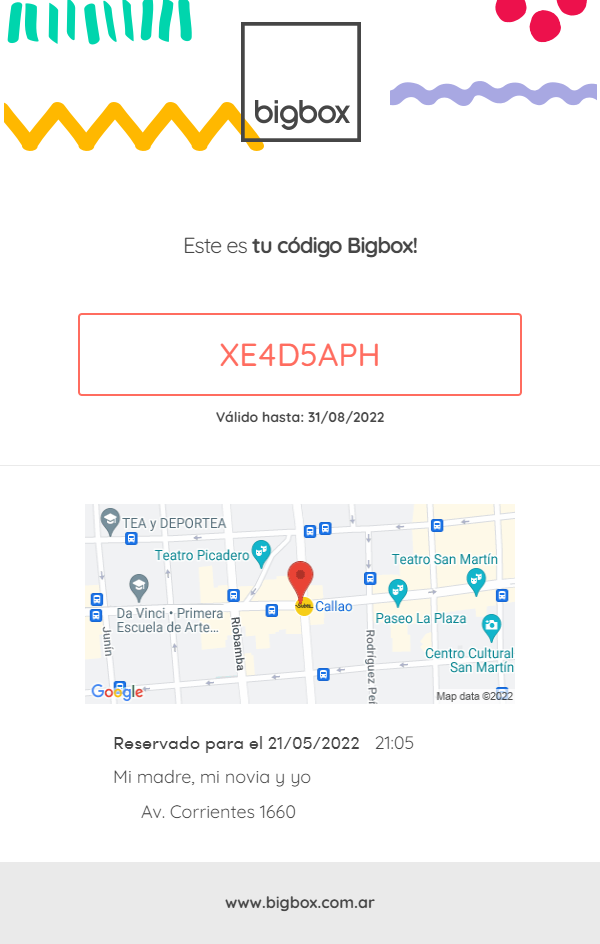 bigbox
Este es tu código Bigbox!
XE4D5APH
Válido hasta: 31/08/2022
TEA y DEPORTEA
Teatro Picadero
Teatro San Martín
Callao
Da Vinci • Primera
Escuela de Arte...
Paseo La Plaza
Junín
Riobamba
Rodríguez Pei
Centro Cultural
San Martín
Google
Map data ©2022
Reservado para el 21/05/2022 21:05
Mi madre, mi novia y yo
Av. Corrientes 1660
www.bigbox.com.ar